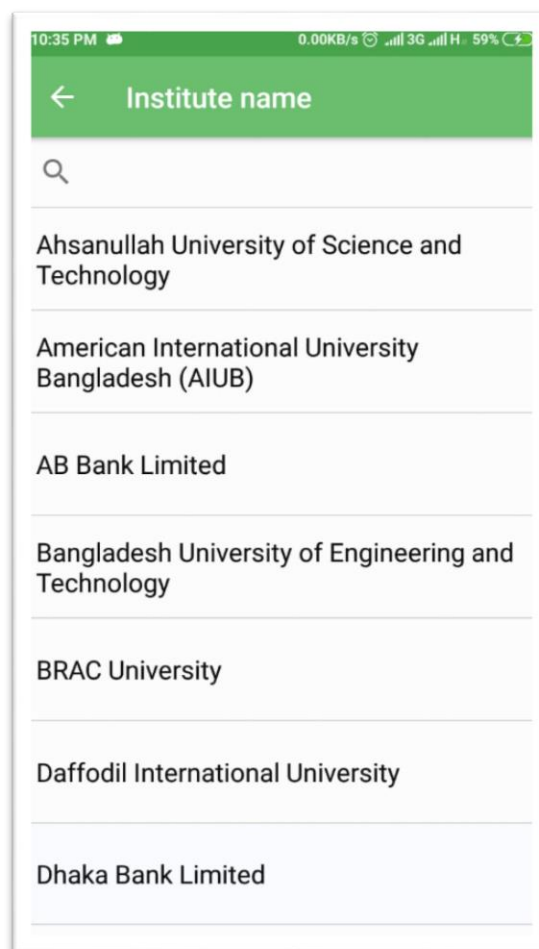 10:35 PM 0.00KB/s 3G H 59%
Institute name
Ahsanullah University of Science and
Technology
American International University
Bangladesh (AIUB)
AB Bank Limited
Bangladesh University of Engineering and
Technology
BRAC University
Daffodil International University
Dhaka Bank Limited